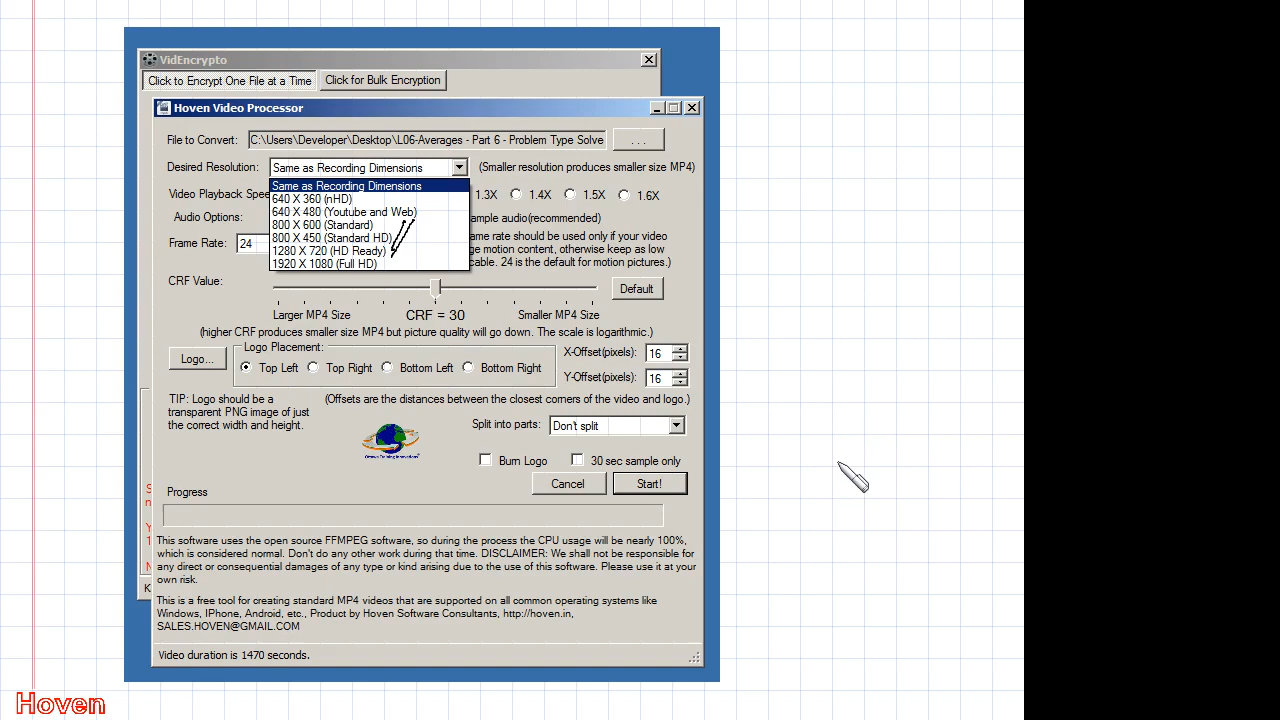 VidEncrypto
Click to Encrypt One File at a Time Click for Bulk Encryption
Hoven Video Processor
File to Convert: C:\Users\Developer\Desktop\L06-Averages - Part 6 - Problem Type Solve ...
Desired Resolution: Same as Recording Dimensions (Smaller resolution produces smaller size MP4)
Same as Recording Dimensions
Video Playback Spee 640 X 360 (nHD) 1.3X 1.4X 1.5X 1.6X
640 X 480 (Youtube and Web)
Audio Options: 800 X 600 (Standard) ample audio(recommended)
800 X 450 (Standard HD) ame rate should be used only if your video
Frame Rate: 24 1280 X 720 (HD Ready) ge motion content, otherwise keep as low
1920 X 1080 (Full HD) cable. 24 is the default for motion pictures.)
CRF Value: Default
Larger MP4 Size CRF = 30 Smaller MP4 Size
(higher CRF produces smaller size MP4 but picture quality will go down. The scale is logarithmic.)
Logo... Logo Placement: X-Offset(pixels): 16
Top Left Top Right Bottom Left Bottom Right Y-Offset(pixels): 16
TIP: Logo should be a (Offsets are the distances between the closest corners of the video and logo.)
transparent PNG image of just
the correct width and height.
Split into parts: Don't split
Ottawa Training Innovations
Burn Logo 30 sec sample only
Cancel Start!
Progress
This software uses the open source FFMPEG software, so during the process the CPU usage will be nearly 100%,
which is considered normal. Don't do any other work during that time. DISCLAIMER: We shall not be responsible for
any direct or consequential damages of any type or kind arising due to the use of this software. Please use it at your
own risk.
This is a free tool for creating standard MP4 videos that are supported on all common operating systems like
Windows, IPhone, Android, etc., Product by Hoven Software Consultants, http://hoven.in,
SALES.HOVEN@GMAIL.COM
Video duration is 1470 seconds.
Hoven